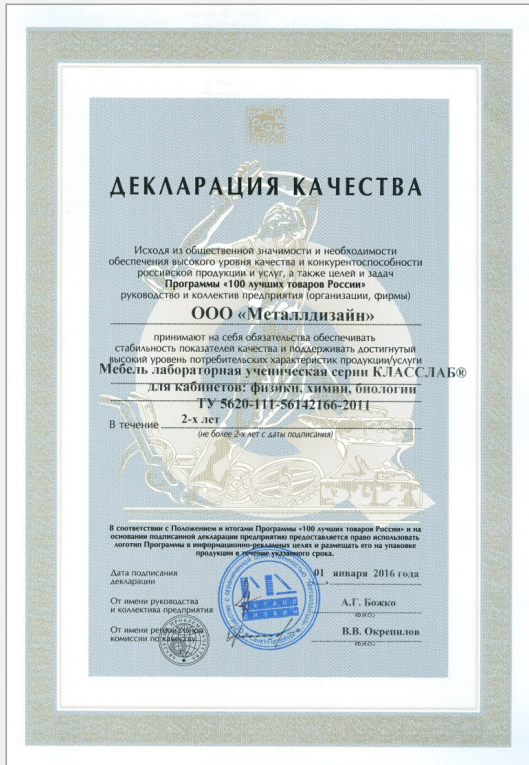 ДЕКЛАРАЦИЯ КАЧЕСТВА
Исходя из общественной значимости и необходимости
обеспечения высокого уровня качества и конкурентоспособности
российской продукции и услуг, а также целей и задач
Программы «100 лучших товаров России»
руководство и коллектив предприятия (организации, фирмы)
ООО «Металлдизайн»
принимают на себя обязательства обеспечивать
стабильность показателей качества и поддерживать достигнутый
высокий уровень потребительских характеристик продукции/услуги
Мебель лабораторная ученическая серии КЛАССЛАБ®
для кабинетов: физики, химии, биологии
ТУ 5620-111-56142166-2011
В течение 2-х лет
(не более 2-х лет с даты подписания)
В соответствии с Положением и итогами Программы «100 лучших товаров России» и на
основании подписанной декларации предприятию предоставляется право использовать
логотип Программы в информационно-рекламных целях и размещать его на упаковке
продукции в течение указанного срока.
Дата подписания
декларации
01 января 2016 года
От имени руководства
и коллектива предприятия
А.Г. Божко
(Ф.И.О.)
От имени региональной
комиссии по качеству
В.В. Окрепилов
(Ф.И.О.)
МЕТАЛЛ
ДИЗАЙН